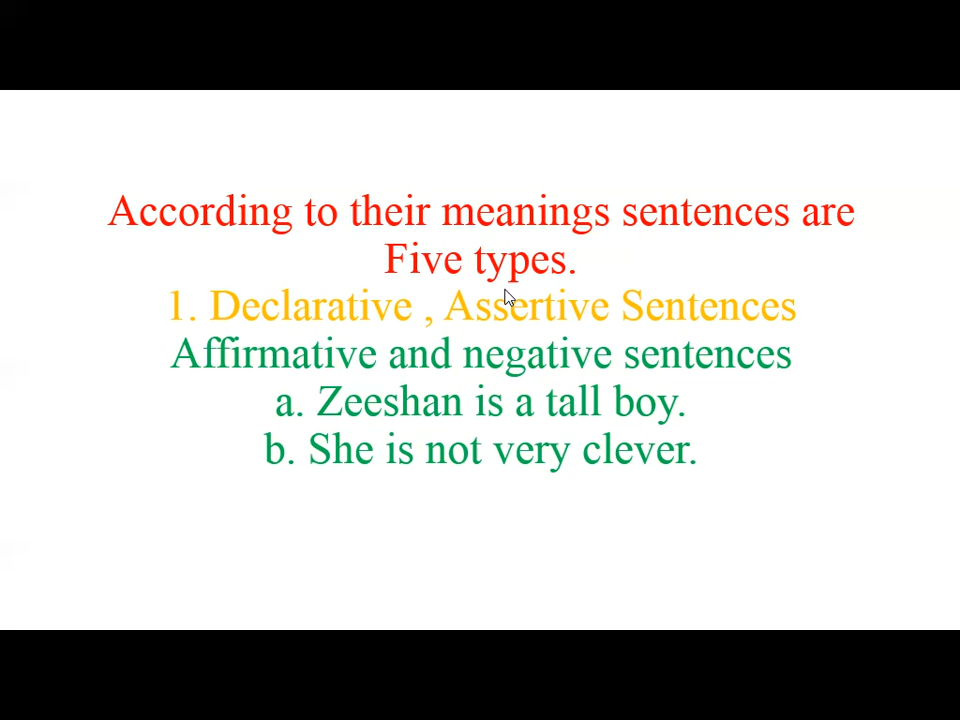 According to their meanings sentences are
Five types.
1. Declarative , Assertive Sentences
Affirmative and negative sentences
a. Zeeshan is a tall boy.
b. She is not very clever.